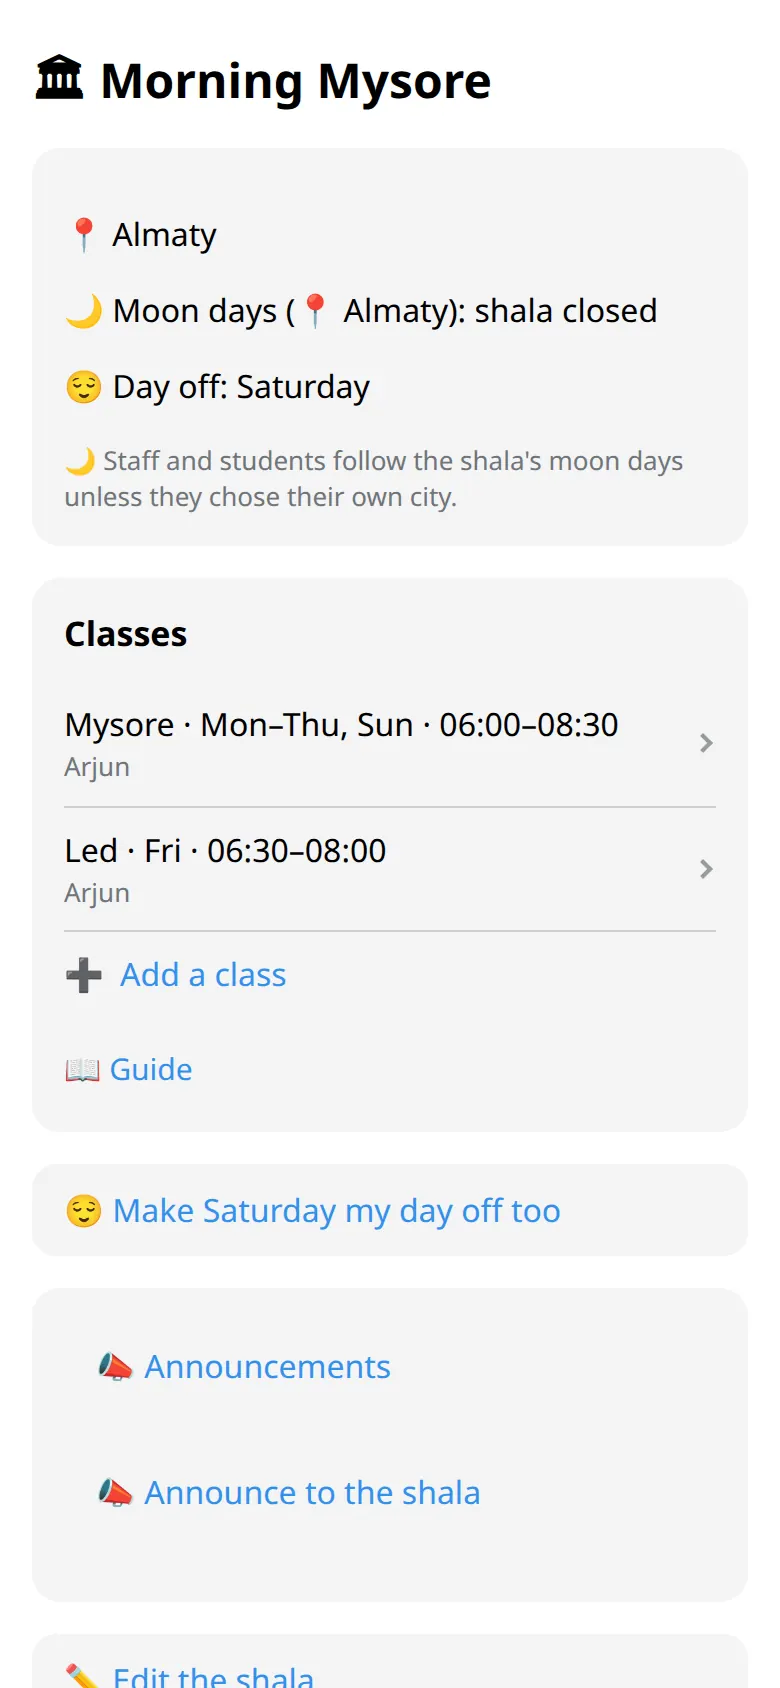 🏛 Morning Mysore
📍 Almaty
🌙 Moon days (📍 Almaty): shala closed
😌 Day off: Saturday
🌙 Staff and students follow the shala's moon days
unless they chose their own city.
Classes
Mysore · Mon–Thu, Sun · 06:00–08:30
Arjun
Led · Fri · 06:30–08:00
Arjun
➕ Add a class
📖 Guide
😌 Make Saturday my day off too
📣 Announcements
📣 Announce to the shala
✏️ Edit the shala